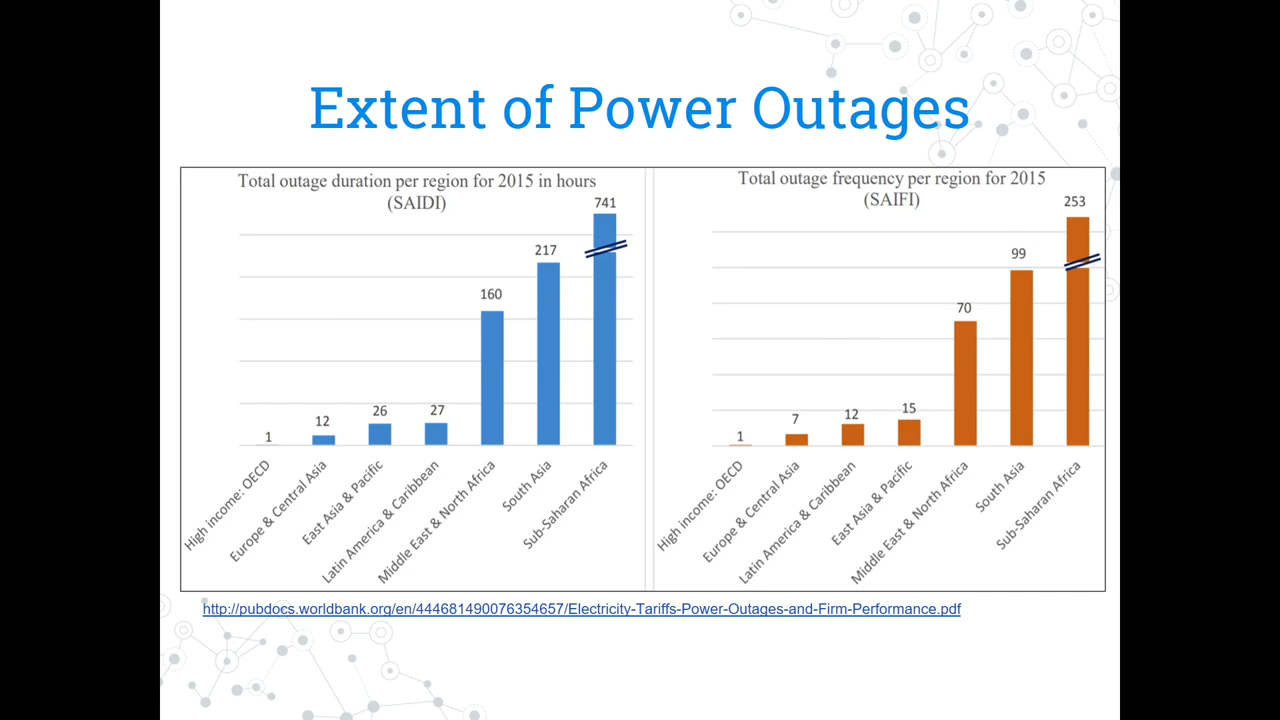 Extent of Power Outages
Total outage duration per region for 2015 in hours
(SAIDI)
741
217
160
27
26
12
1
High income: OECD
Europe & Central Asia
East Asia & Pacific
Latin America & Caribbean
Middle East & North Africa
South Asia
Sub-Saharan Africa
Total outage frequency per region for 2015
(SAIFI)
253
99
70
15
12
7
1
High income: OECD
Europe & Central Asia
Latin America & Caribbean
East Asia & Pacific
Middle East & North Africa
South Asia
Sub-Saharan Africa
http://pubdocs.worldbank.org/en/444681490076354657/Electricity-Tariffs-Power-Outages-and-Firm-Performance.pdf